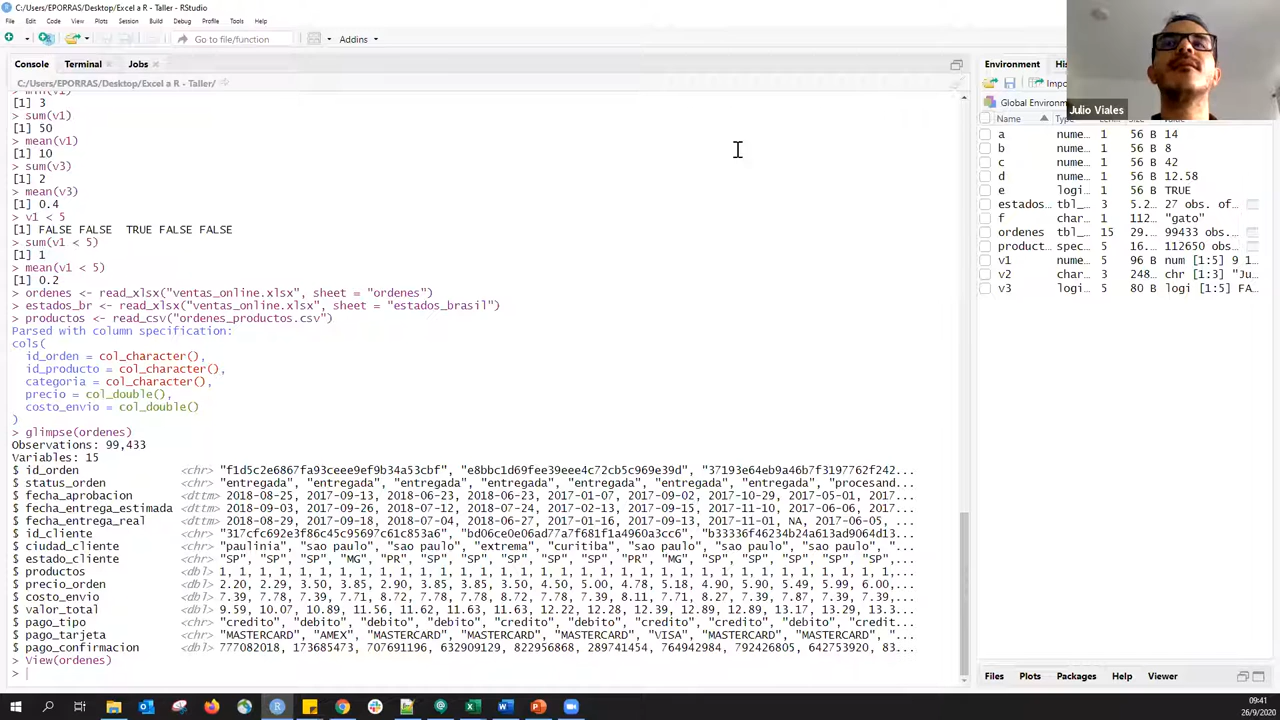 C:/Users/EPORRAS/Desktop/Excel a R - Taller - RStudio
File Edit Code View Plots Session Build Debug Profile Tools Help
Go to file/function
Addins
Console Terminal Jobs
C:/Users/EPORRAS/Desktop/Excel a R - Taller/
[1] 3
> sum(v1)
[1] 50
> mean(v1)
[1] 10
> sum(v3)
[1] 2
> mean(v3)
[1] 0.4
> v1 < 5
[1] FALSE FALSE  TRUE FALSE FALSE
> sum(v1 < 5)
[1] 1
> mean(v1 < 5)
[1] 0.2
> ordenes <- read_xlsx("ventas_online.xlsx", sheet = "ordenes")
> estados_br <- read_xlsx("ventas_online.xlsx", sheet = "estados_brasil")
> productos <- read_csv("ordenes_productos.csv")
Parsed with column specification:
cols(
  id_orden = col_character(),
  id_producto = col_character(),
  categoria = col_character(),
  precio = col_double(),
  costo_envio = col_double()
)
> glimpse(ordenes)
Observations: 99,433
Variables: 15
$ id_orden <chr> "f1d5c2e6867fa93ceee9ef9b34a53cbf", "e8bbc1d69fee39eee4c72cb5c969e39d", "37193e64eb9a46b7f3197762f242...
$ status_orden <chr> "entregada", "entregada", "entregada", "entregada", "entregada", "entregada", "entregada", "procesand...
$ fecha_aprobacion <dttm> 2018-08-25, 2017-09-13, 2018-06-23, 2018-06-23, 2017-01-07, 2017-09-02, 2017-10-29, 2017-05-01, 2017...
$ fecha_entrega_estimada <dttm> 2018-09-03, 2017-09-26, 2018-07-12, 2018-07-24, 2017-02-13, 2017-09-15, 2017-11-10, 2017-06-06, 2017...
$ fecha_entrega_real <dttm> 2018-08-29, 2017-09-18, 2018-07-04, 2018-06-27, 2017-01-16, 2017-09-13, 2017-11-01, NA, 2017-06-05, ...
$ id_cliente <chr> "317cfc692e3f86c45c95697c61c853a6", "bd06ce0e06ad77a7f681f1a4960a3cc6", "b33336f46234b24a613ad9064d13...
$ ciudad_cliente <chr> "paulinia", "sao paulo", "sao paulo", "extrema", "curitiba", "sao paulo", "sao paulo", "sao paulo", "...
$ estado_cliente <chr> "SP", "SP", "SP", "MG", "PR", "SP", "SP", "SP", "SP", "SP", "SP", "PR", "MG", "SP", "SP", "SP", "SP",...
$ productos <dbl> 1, 1, 1, 1, 1, 1, 1, 1, 1, 1, 1, 1, 1, 1, 1, 1, 1, 1, 1, 1, 1, 1, 1, 1, 1, 1, 1, 1, 1, 1, 1, 1, 1, 1,...
$ precio_orden <dbl> 2.20, 2.29, 3.50, 3.85, 2.90, 3.85, 3.85, 3.50, 4.50, 5.00, 4.78, 5.18, 4.90, 5.90, 5.49, 5.99, 6.00,...
$ costo_envio <dbl> 7.39, 7.78, 7.39, 7.71, 8.72, 7.78, 7.78, 8.72, 7.78, 7.39, 8.11, 7.71, 8.27, 7.39, 7.87, 7.39, 7.39,...
$ valor_total <dbl> 9.59, 10.07, 10.89, 11.56, 11.62, 11.63, 11.63, 12.22, 12.28, 12.39, 12.89, 12.89, 13.17, 13.29, 13.3...
$ pago_tipo <chr> "credito", "debito", "debito", "debito", "credito", "debito", "credito", "credito", "debito", "credit...
$ pago_tarjeta <chr> "MASTERCARD", "AMEX", "MASTERCARD", "MASTERCARD", "MASTERCARD", "VISA", "MASTERCARD", "MASTERCARD", "...
$ pago_confirmacion <dbl> 777082018, 173685473, 707691196, 632909129, 822956868, 289741454, 764942984, 792426805, 642753920, 83...
> View(ordenes)
>
Julio Viales
Environment His
Impo
Global Environ
Name Type
a nume... 1 56 B 14
b nume... 1 56 B 8
c nume... 1 56 B 42
d nume... 1 56 B 12.58
e logi... 1 56 B TRUE
estados... tbl_... 3 5.2... 27 obs. of...
f char... 1 112... "gato"
ordenes tbl_... 15 29.... 99433 obs...
product... spec... 5 16.... 112650 obs...
v1 nume... 5 96 B num [1:5] 9 1...
v2 char... 3 248... chr [1:3] "Ju...
v3 logi... 5 80 B logi [1:5] FA...
Files Plots Packages Help Viewer
09:41
26/9/2020